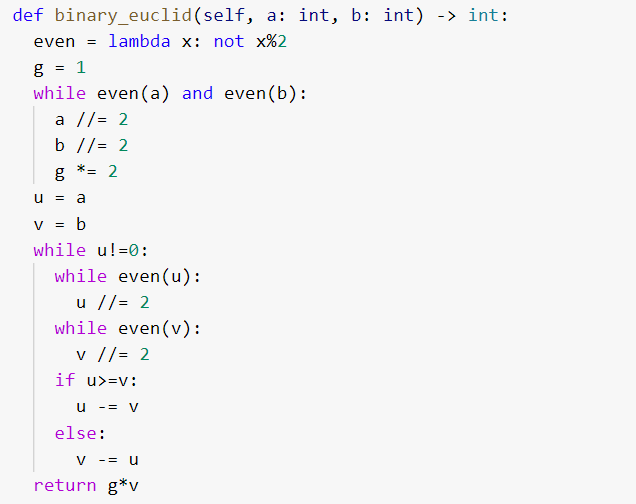 def binary_euclid(self, a: int, b: int) -> int:
  even = lambda x: not x%2
  g = 1
  while even(a) and even(b):
    a //= 2
    b //= 2
    g *= 2
  u = a
  v = b
  while u!=0:
    while even(u):
      u //= 2
    while even(v):
      v //= 2
    if u>=v:
      u -= v
    else:
      v -= u
  return g*v